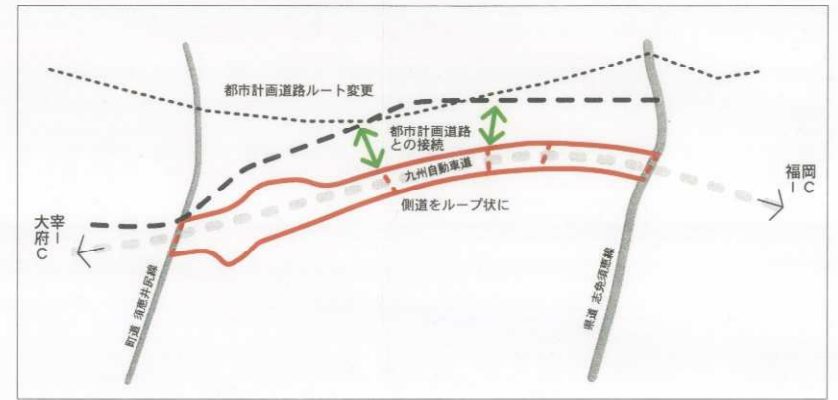 都市計画道路ルート変更
都市計画道路
との接続
九州自動車道
側道をループ状に
福岡
IC
大宰
府I
C
町道 須恵井尻線
県道 志免須恵線